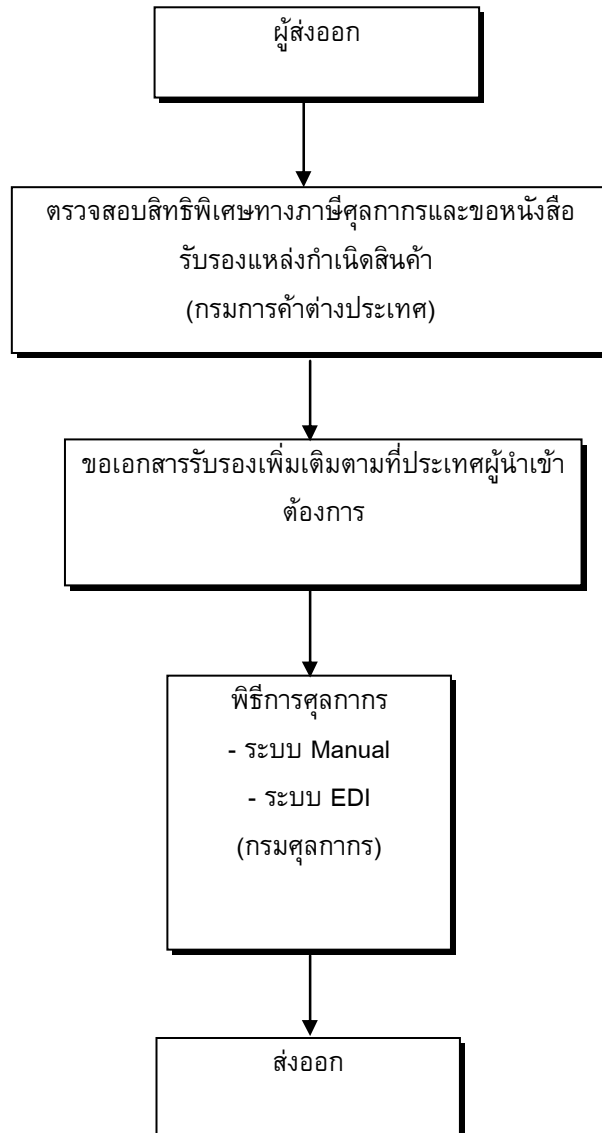 ผู้ส่งออก
ตรวจสอบสิทธิพิเศษทางภาษีศุลกากรและขอหนังสือ
รับรองแหล่งกำเนิดสินค้า
(กรมการค้าต่างประเทศ)
ขอเอกสารรับรองเพิ่มเติมตามที่ประเทศผู้นำเข้า
ต้องการ
พิธีการศุลกากร
- ระบบ Manual
- ระบบ EDI
(กรมศุลกากร)
ส่งออก